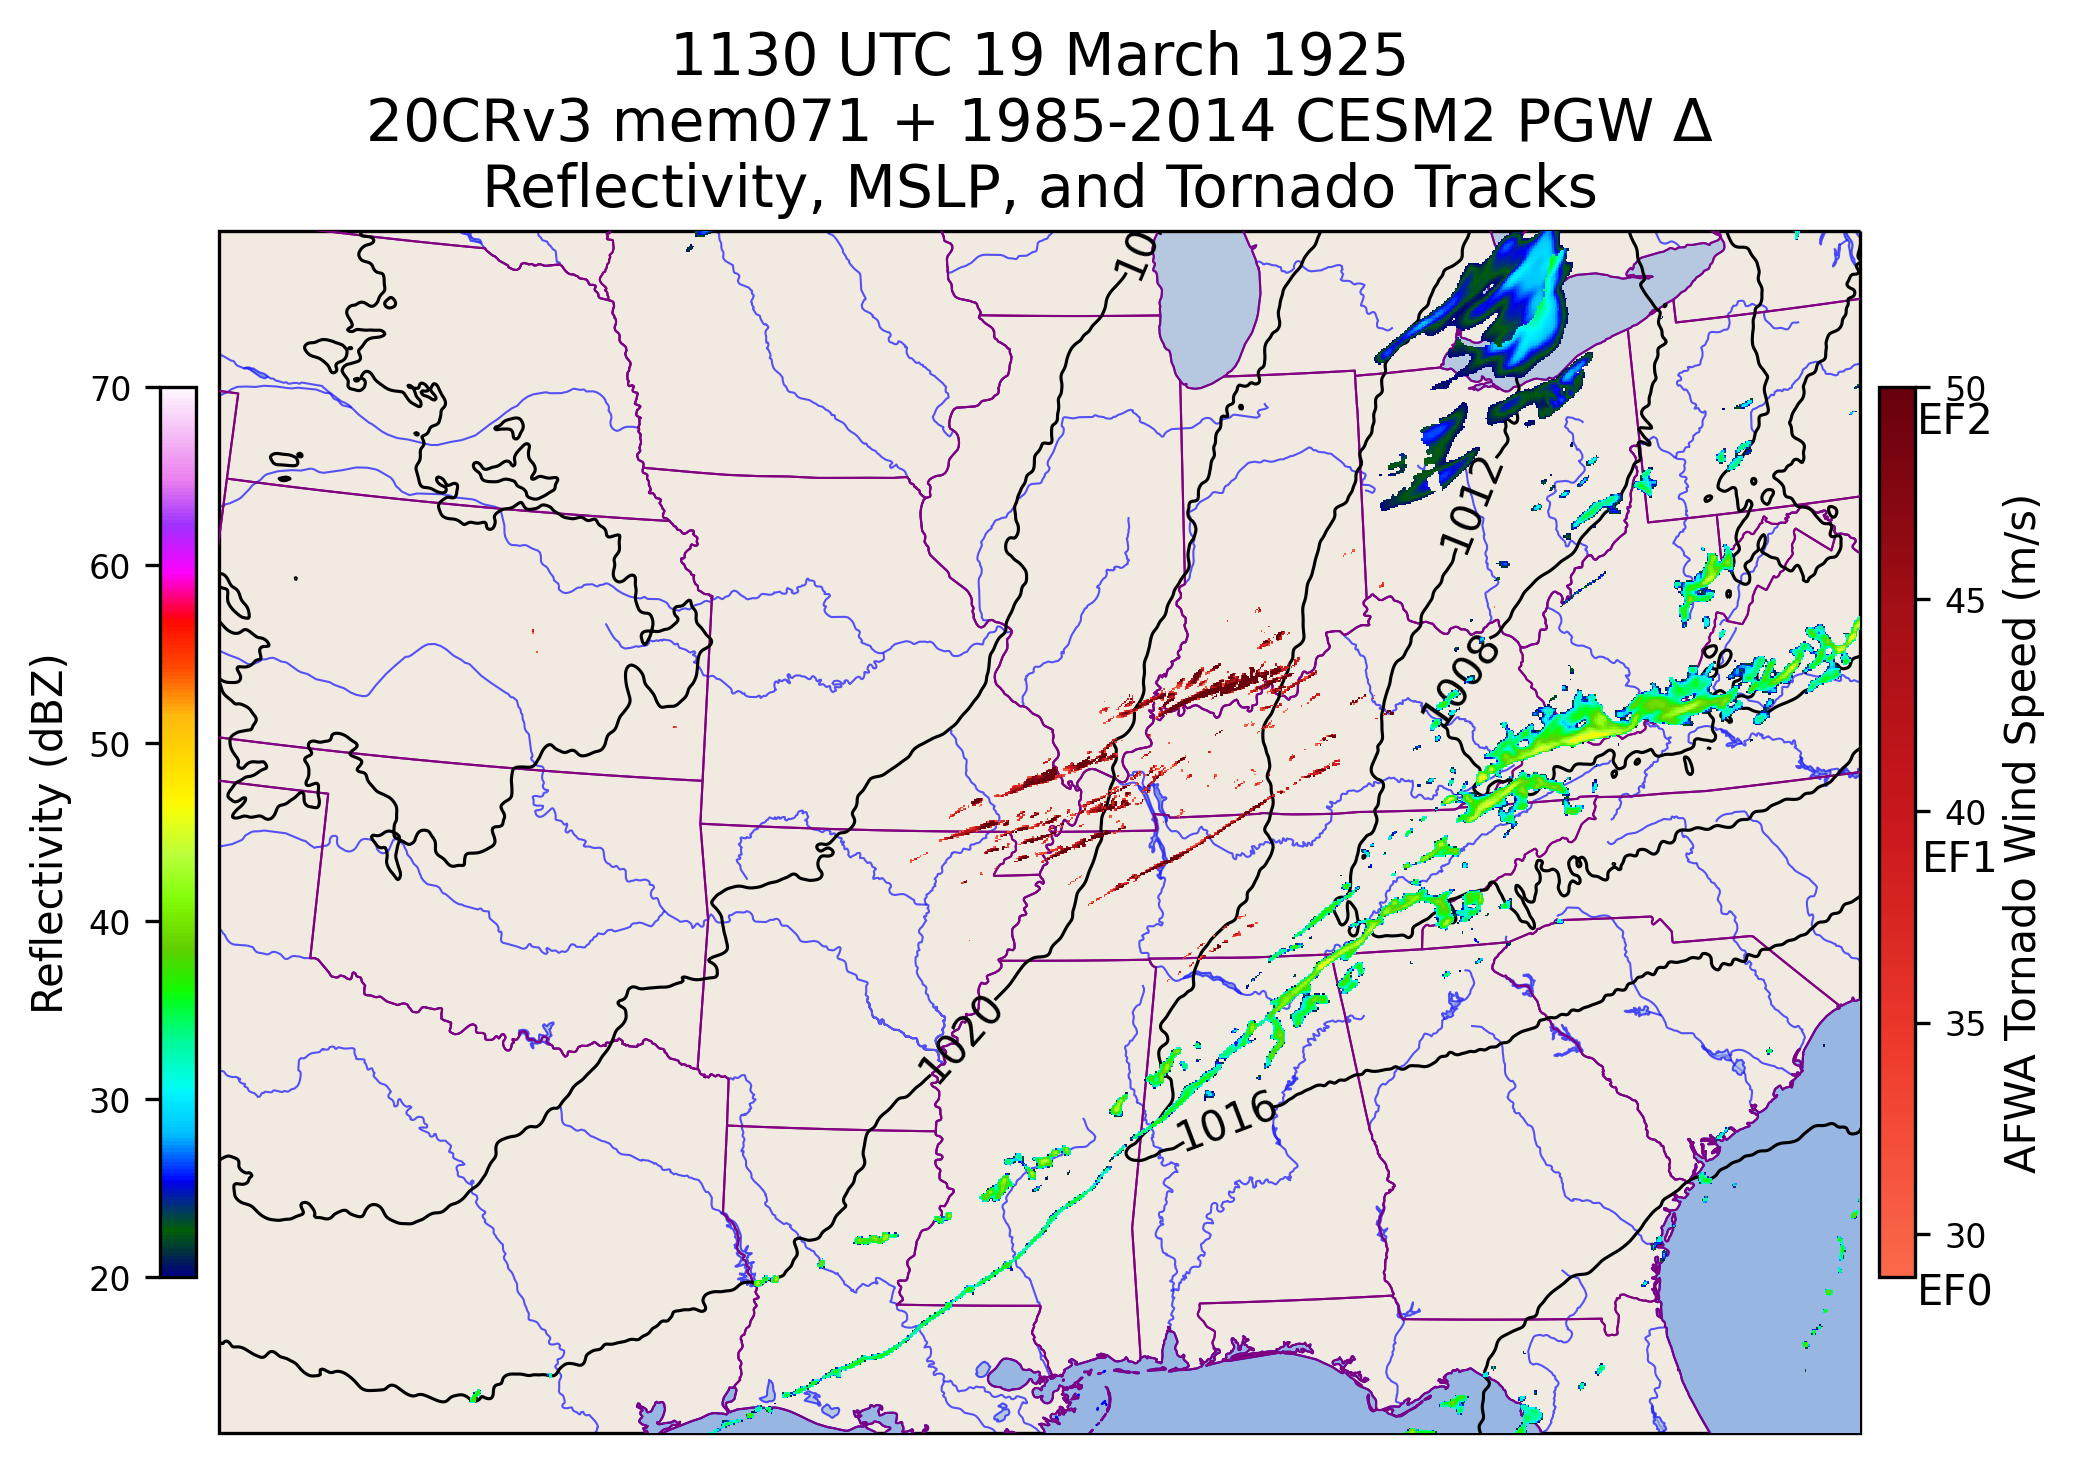 1130 UTC 19 March 1925
20CRv3 mem071 + 1985-2014 CESM2 PGW Δ
Reflectivity, MSLP, and Tornado Tracks
Reflectivity (dBZ)
70
60
50
40
30
20
10
1012
1008
1020
1016
50
EF2
45
40
EF1
35
30
EF0
AFWA Tornado Wind Speed (m/s)